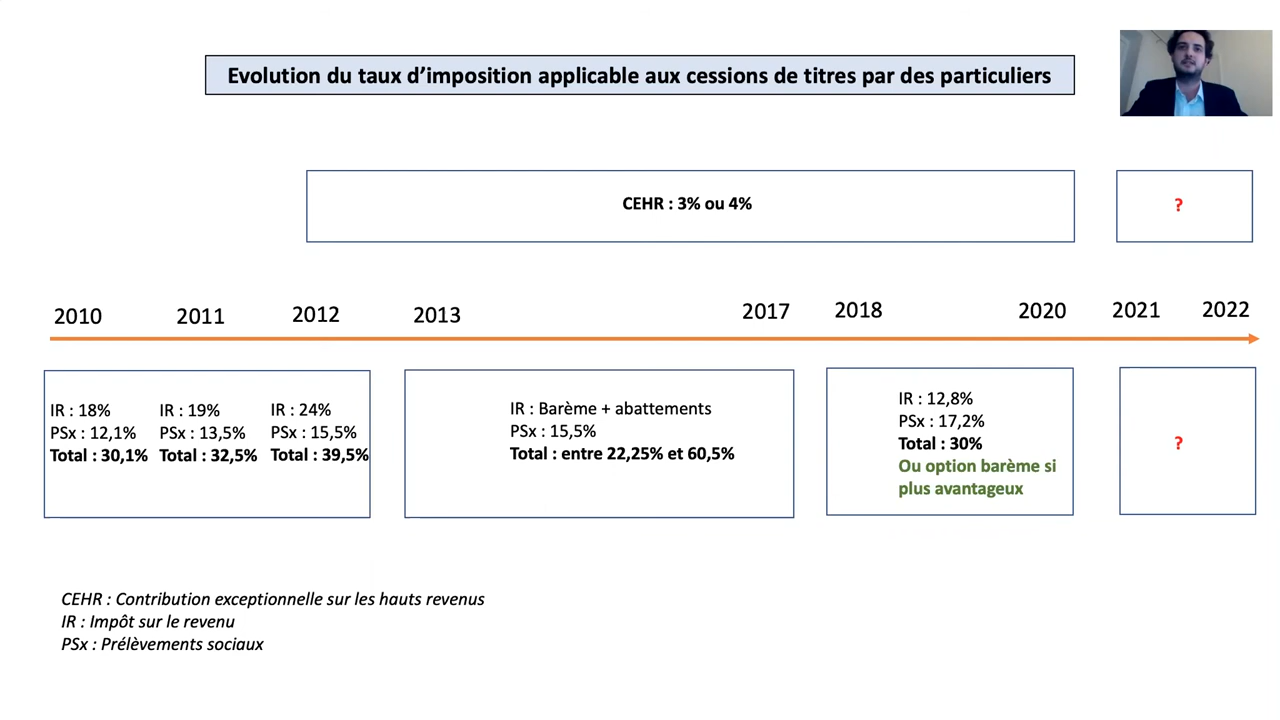 Evolution du taux d’imposition applicable aux cessions de titres par des particuliers
CEHR : 3% ou 4%
?
2010
2011
2012
2013
2017
2018
2020
2021
2022
IR : 18%
PSx : 12,1%
Total : 30,1%
IR : 19%
PSx : 13,5%
Total : 32,5%
IR : 24%
PSx : 15,5%
Total : 39,5%
IR : Barème + abattements
PSx : 15,5%
Total : entre 22,25% et 60,5%
IR : 12,8%
PSx : 17,2%
Total : 30%
Ou option barème si
plus avantageux
?
CEHR : Contribution exceptionnelle sur les hauts revenus
IR : Impôt sur le revenu
PSx : Prélèvements sociaux